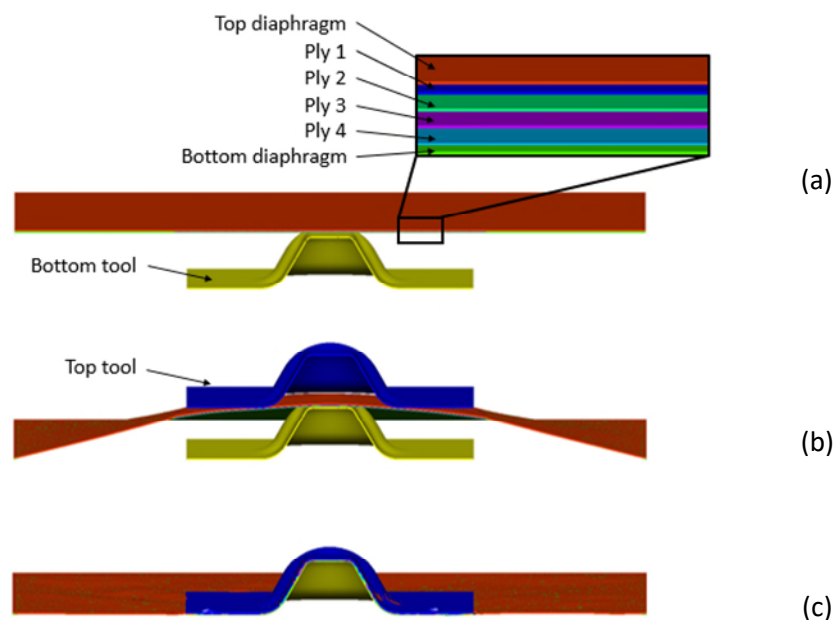 Top diaphragm
Ply 1
Ply 2
Ply 3
Ply 4
Bottom diaphragm
(a)
Bottom tool
Top tool
(b)
(c)